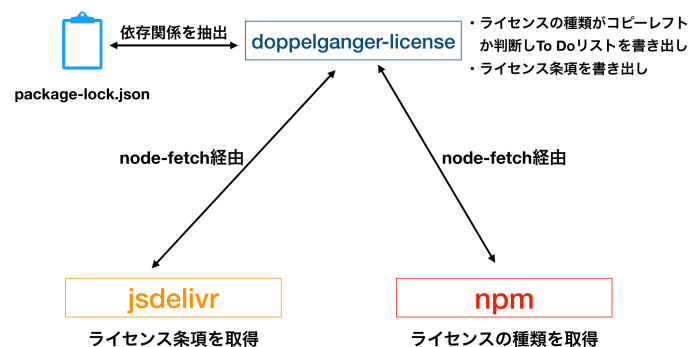 依存関係を抽出
package-lock.json
doppelganger-license
・ライセンスの種類がコピーレフト
か判断しTo Doリストを書き出し
・ライセンス条項を書き出し
node-fetch経由
node-fetch経由
jsdelivr
ライセンス条項を取得
npm
ライセンスの種類を取得